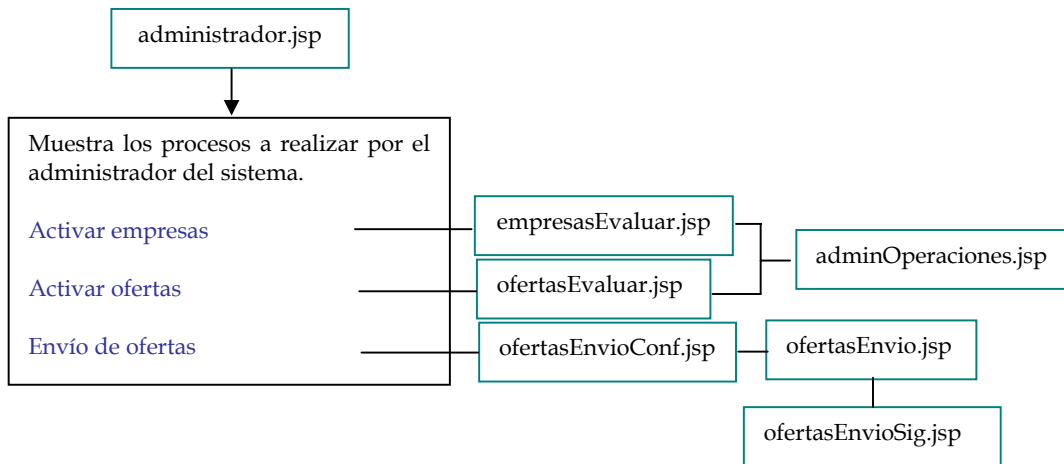 administrador.jsp
Muestra los procesos a realizar por el
administrador del sistema.
Activar empresas
empresasEvaluar.jsp
adminOperaciones.jsp
Activar ofertas
ofertasEvaluar.jsp
Envío de ofertas
ofertasEnvioConf.jsp
ofertasEnvio.jsp
ofertasEnvioSig.jsp